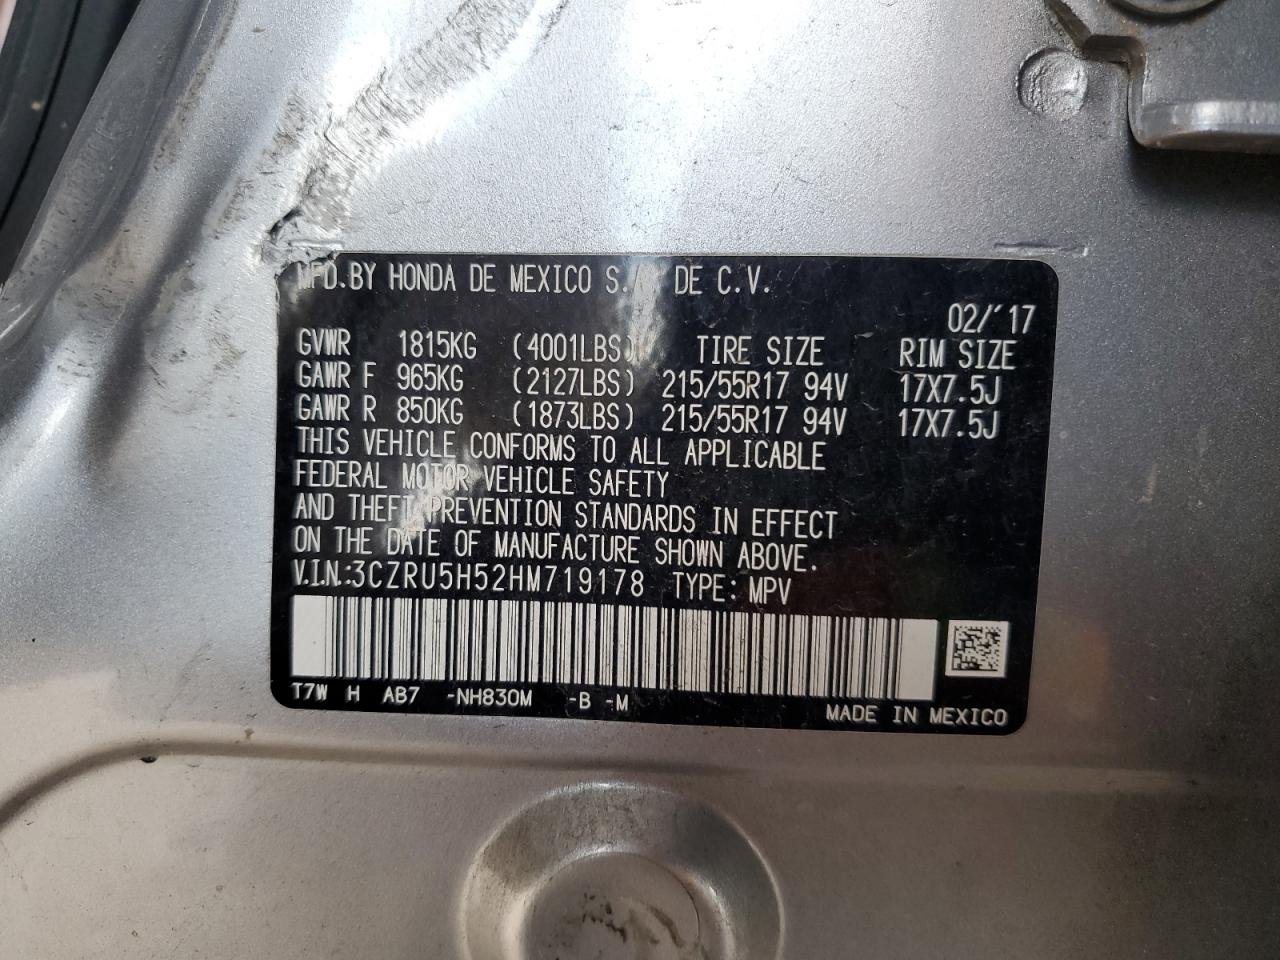 MFD.BY HONDA DE MEXICO S.A. DE C.V.
02/'17
GVWR 1815KG (4001LBS) TIRE SIZE RIM SIZE
GAWR F 965KG (2127LBS) 215/55R17 94V 17X7.5J
GAWR R 850KG (1873LBS) 215/55R17 94V 17X7.5J
THIS VEHICLE CONFORMS TO ALL APPLICABLE
FEDERAL MOTOR VEHICLE SAFETY
AND THEFT PREVENTION STANDARDS IN EFFECT
ON THE DATE OF MANUFACTURE SHOWN ABOVE.
V.I.N.:3CZRU5H52HM719178 TYPE: MPV
T7W H AB7 -NH830M -B -M
MADE IN MEXICO